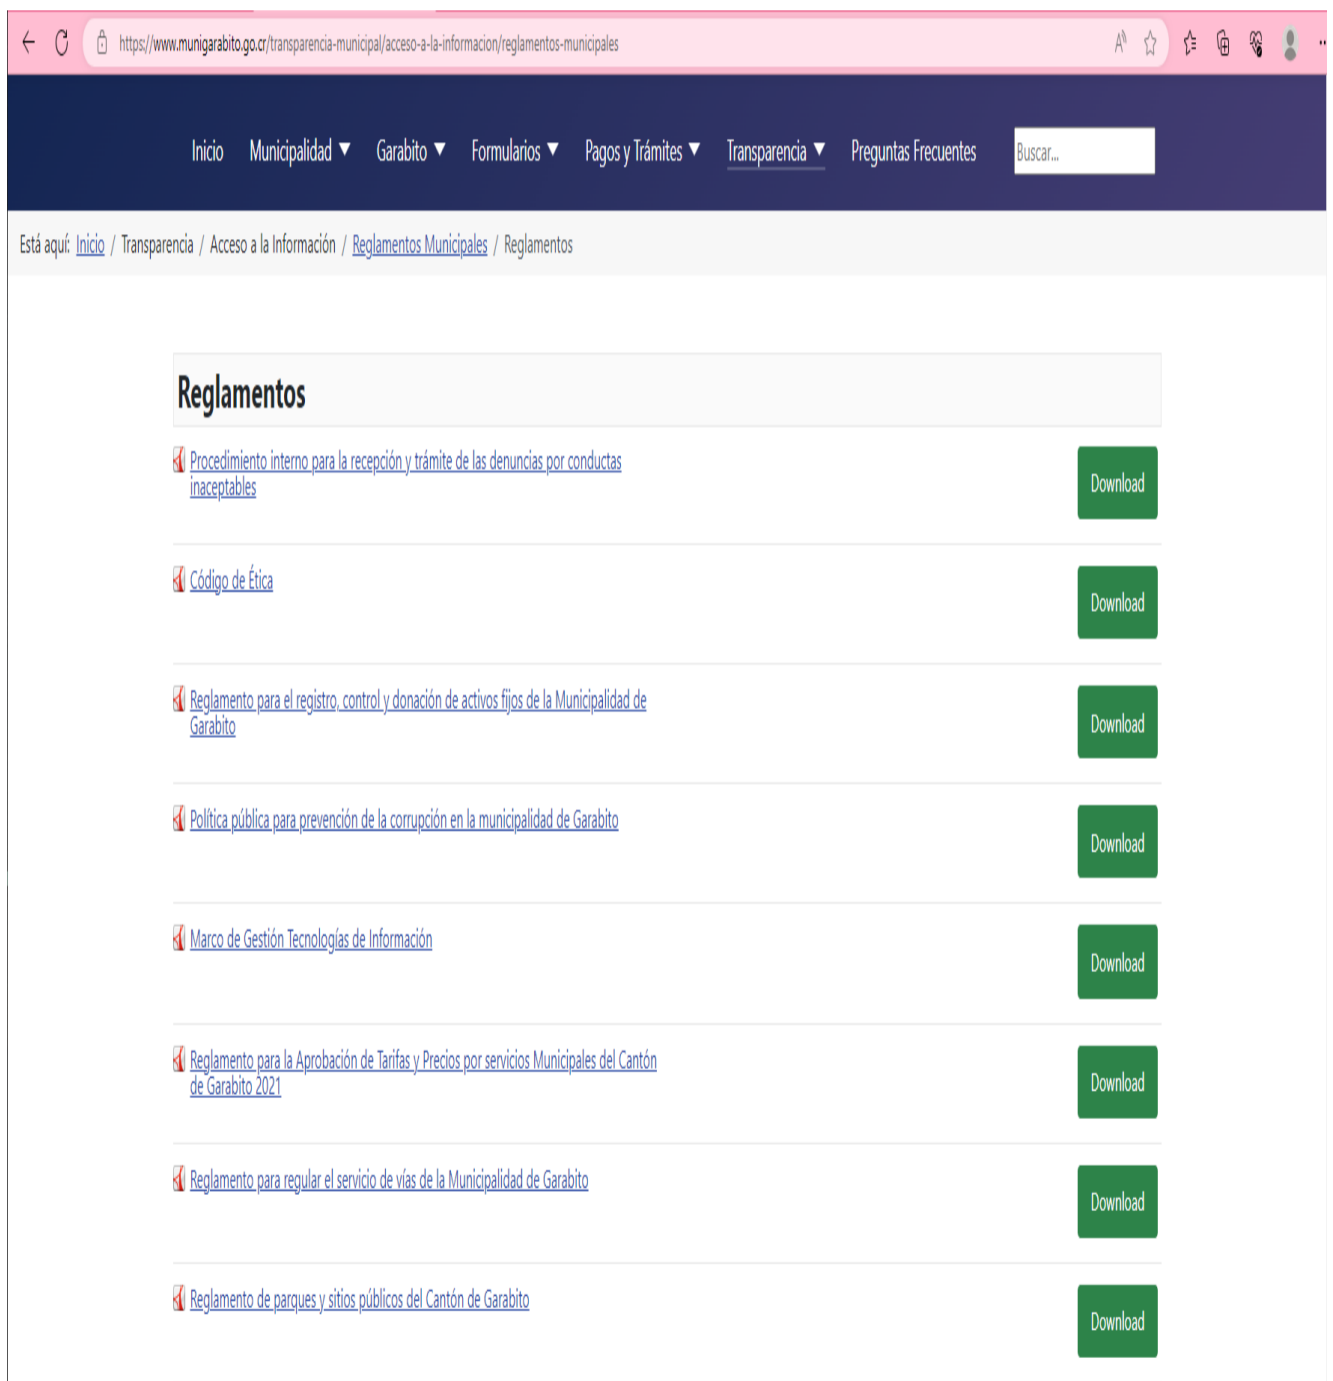 https://www.munigarabito.go.cr/transparencia-municipal/acceso-a-la-informacion/reglamentos-municipales
Inicio Municipalidad ▼ Garabito ▼ Formularios ▼ Pagos y Trámites ▼ Transparencia ▼ Preguntas Frecuentes Buscar...
Está aquí: Inicio / Transparencia / Acceso a la Información / Reglamentos Municipales / Reglamentos
Reglamentos
Procedimiento interno para la recepción y trámite de las denuncias por conductas
inaceptables
Download
Código de Ética
Download
Reglamento para el registro, control y donación de activos fijos de la Municipalidad de
Garabito
Download
Política pública para prevención de la corrupción en la municipalidad de Garabito
Download
Marco de Gestión Tecnologías de Información
Download
Reglamento para la Aprobación de Tarifas y Precios por servicios Municipales del Cantón
de Garabito 2021
Download
Reglamento para regular el servicio de vías de la Municipalidad de Garabito
Download
Reglamento de parques y sitios públicos del Cantón de Garabito
Download